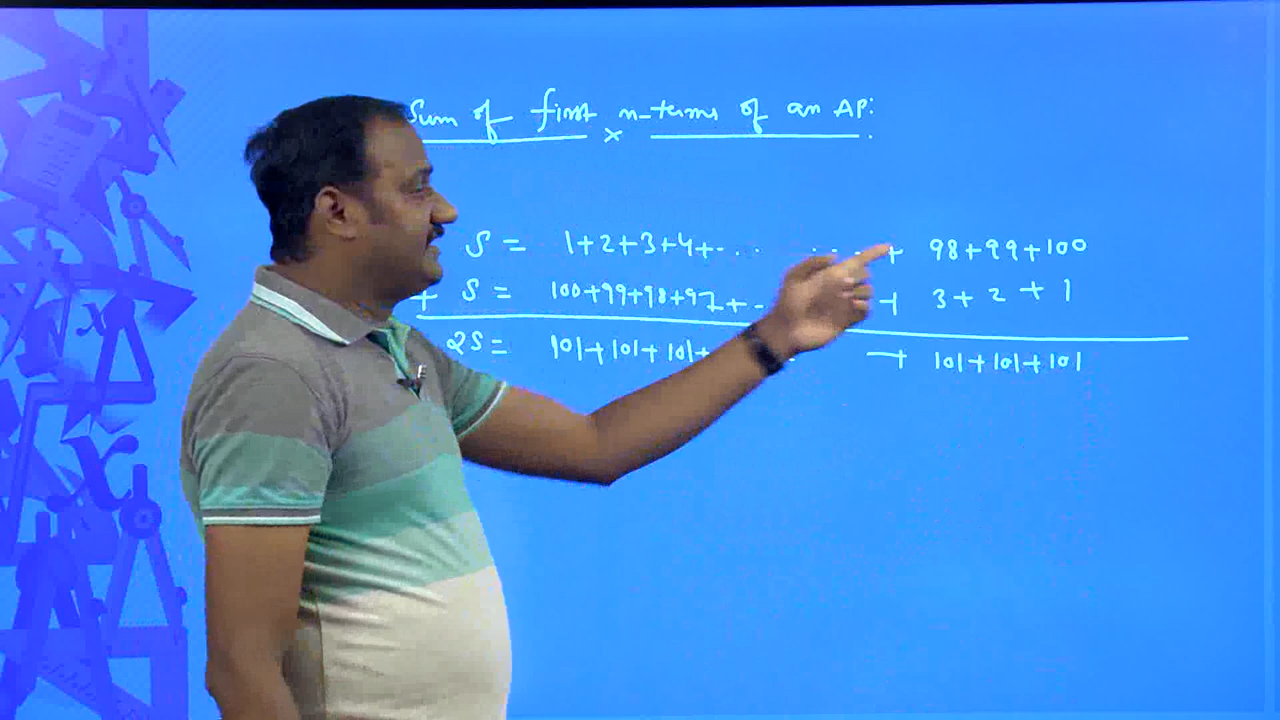 Sum of first n-terms of an AP:
S = 1+2+3+4+... ... + 98+99+100
+ S = 100+99+98+97+.. + 3+2+1
2S = 101+101+101+ . + 101+101+101